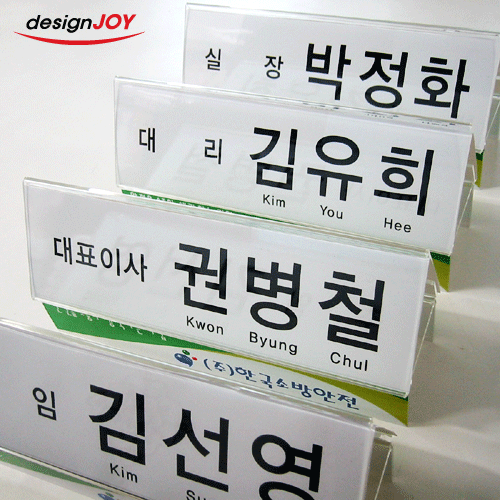 designJOY
실 장 박정화
대 리 김유희
Kim You Hee
대표이사 권병철
Kwon Byung Chul
(주)한국소방안전
임 김선영
Kim